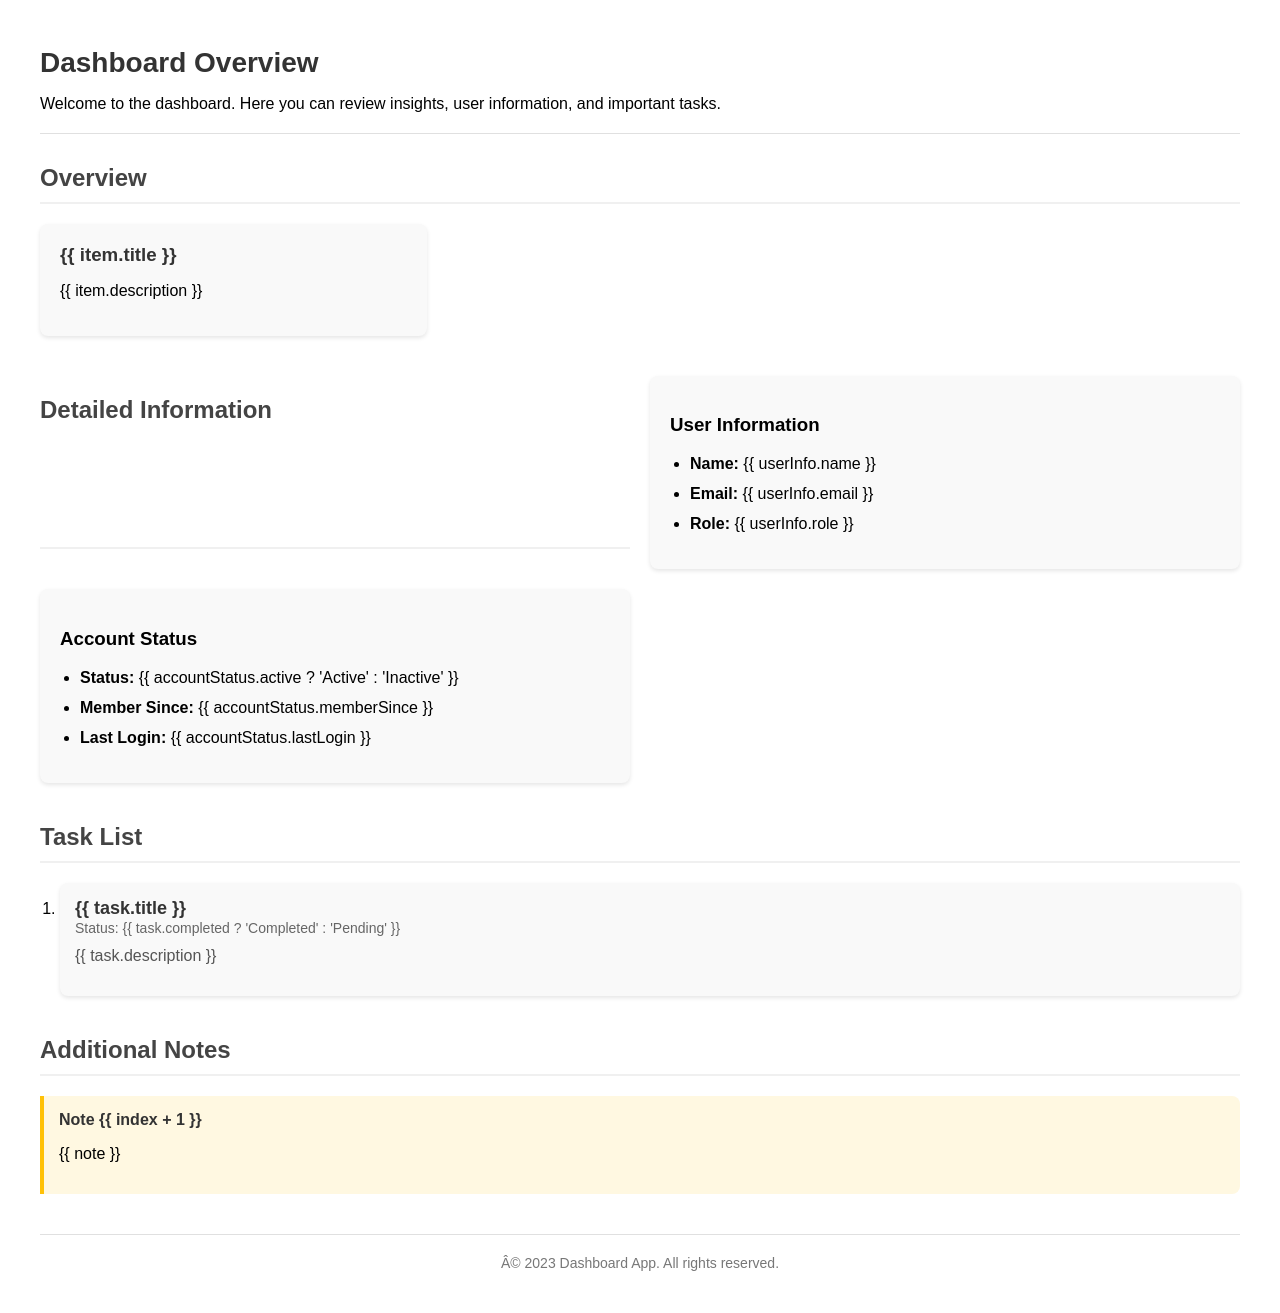 Dashboard Overview
Welcome to the dashboard. Here you can review insights, user information, and important tasks.
Overview
{{ item.title }}
{{ item.description }}
Detailed Information
User Information
• Name: {{ userInfo.name }}
• Email: {{ userInfo.email }}
• Role: {{ userInfo.role }}
Account Status
• Status: {{ accountStatus.active ? 'Active' : 'Inactive' }}
• Member Since: {{ accountStatus.memberSince }}
• Last Login: {{ accountStatus.lastLogin }}
Task List
1. {{ task.title }}
Status: {{ task.completed ? 'Completed' : 'Pending' }}
{{ task.description }}
Additional Notes
Note {{ index + 1 }}
{{ note }}
Â© 2023 Dashboard App. All rights reserved.